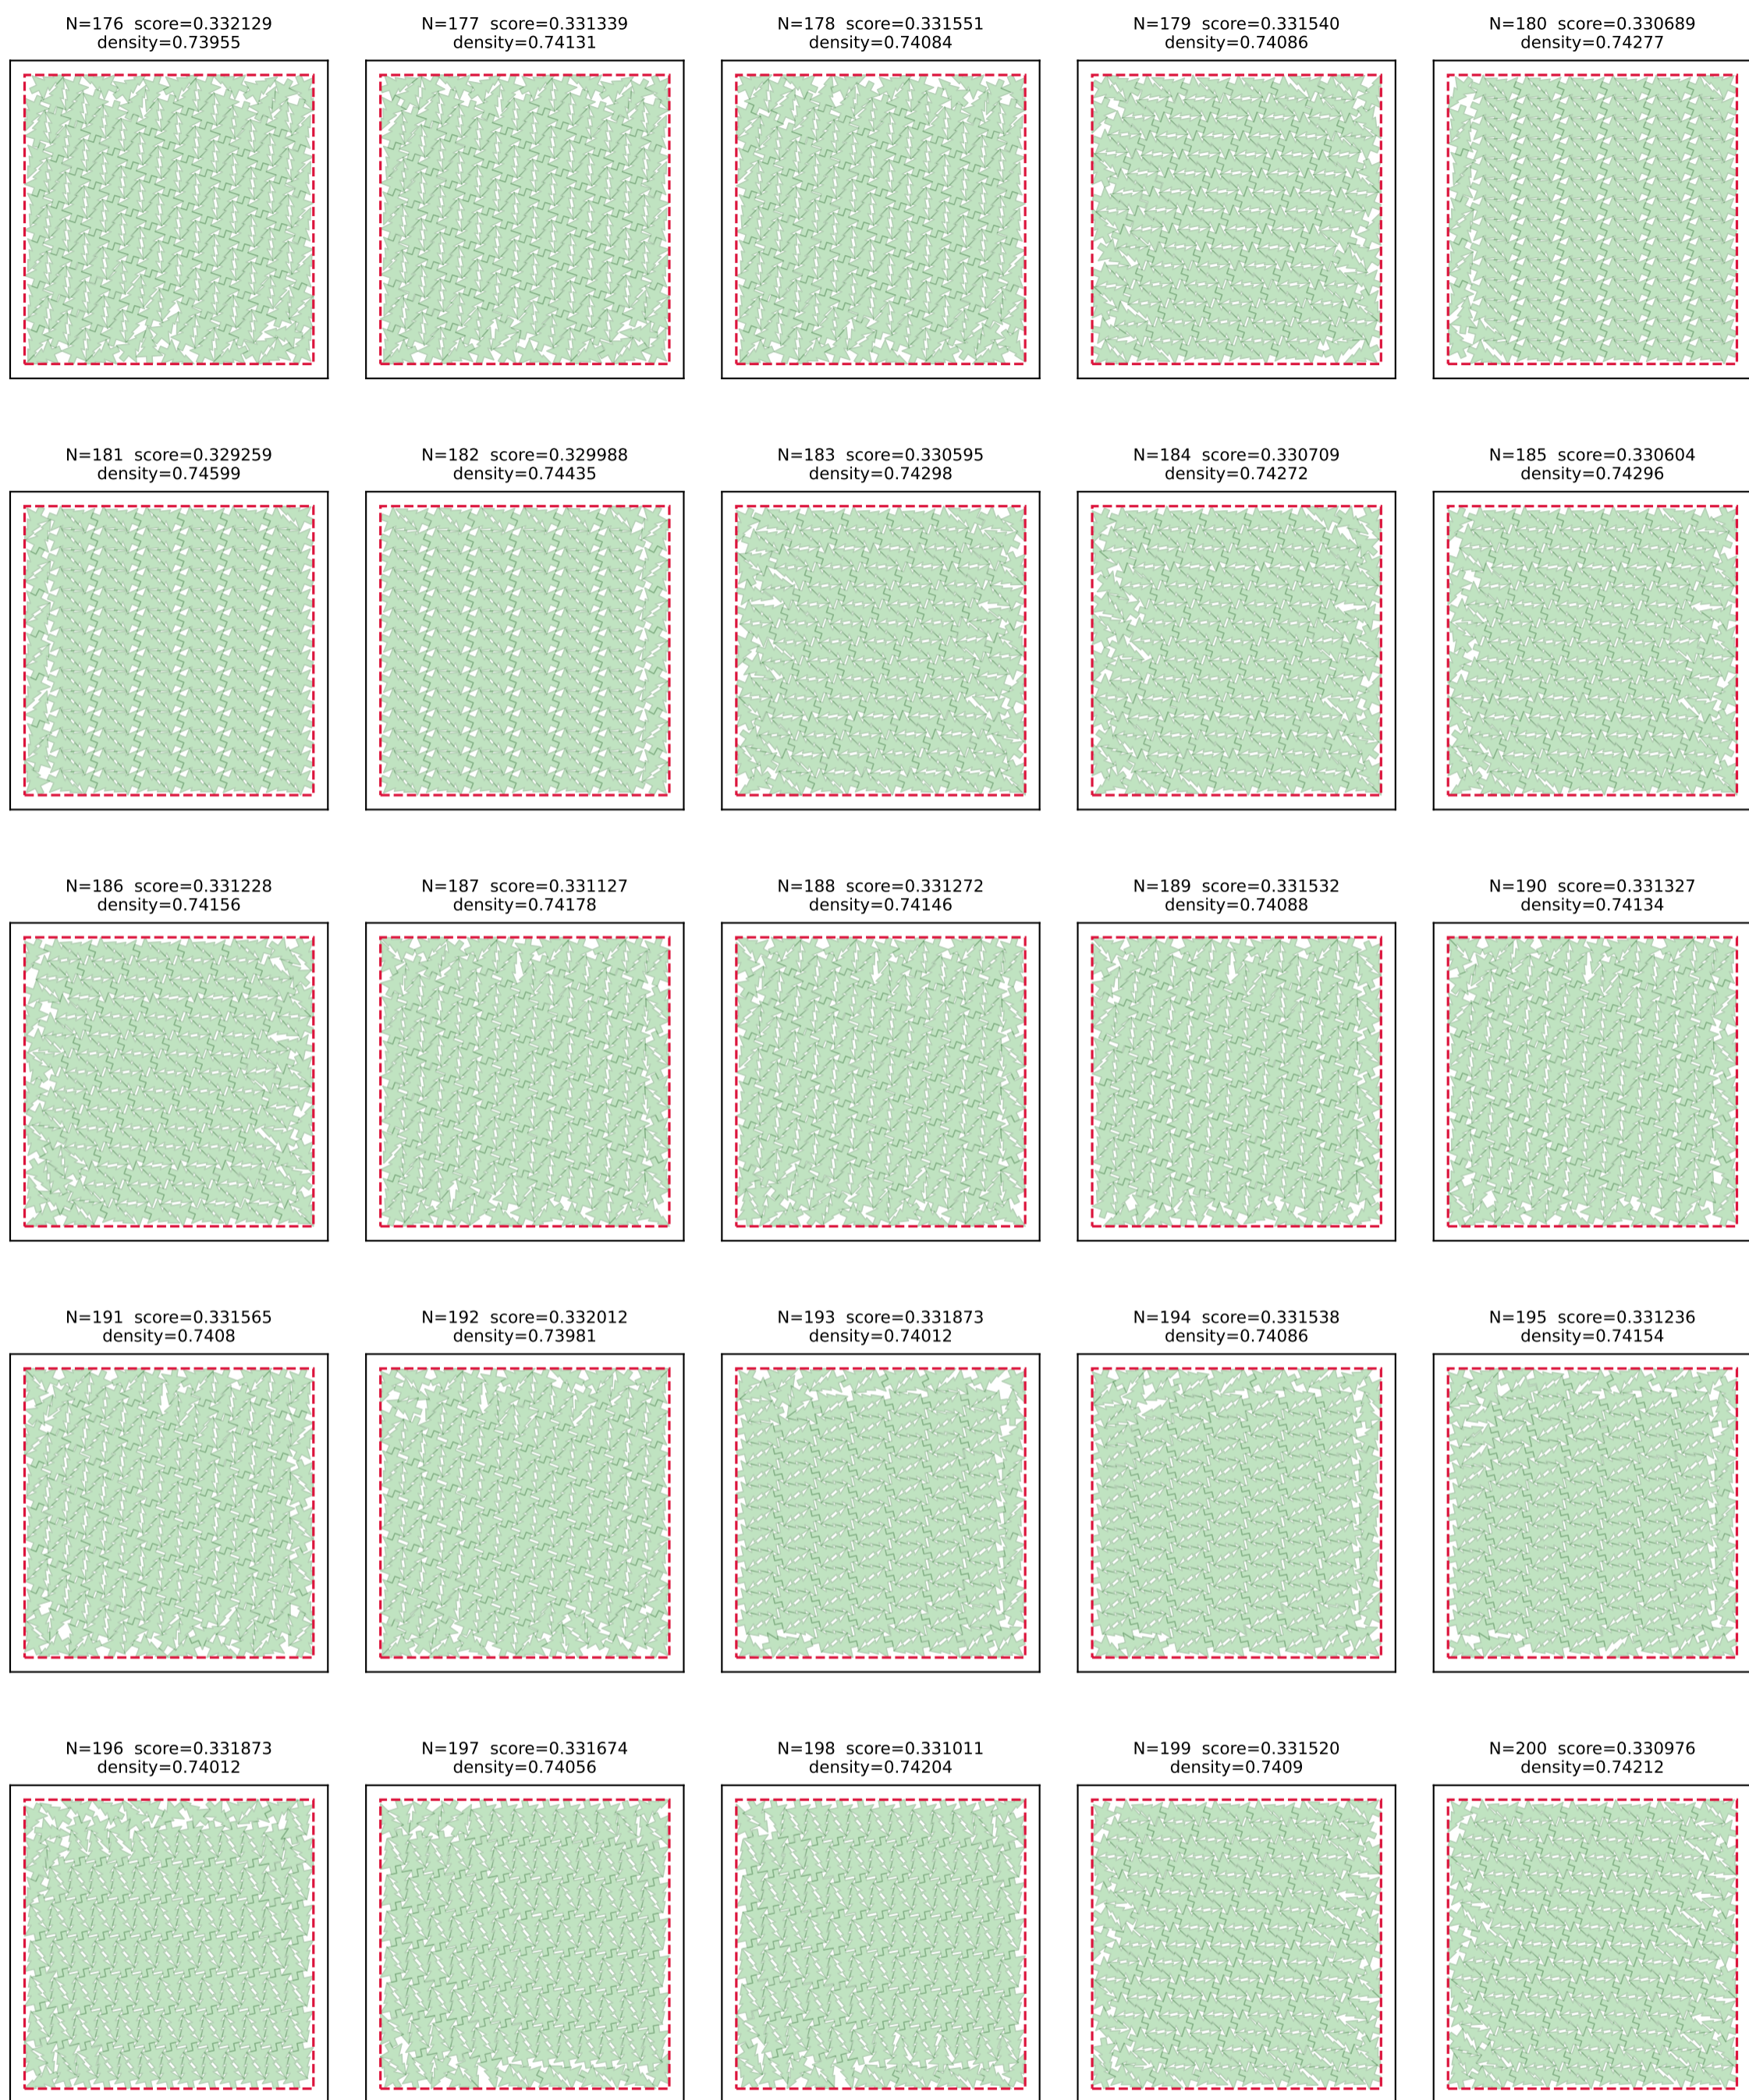 N=176  score=0.332129
density=0.73955
N=177  score=0.331339
density=0.74131
N=178  score=0.331551
density=0.74084
N=179  score=0.331540
density=0.74086
N=180  score=0.330689
density=0.74277
N=181  score=0.329259
density=0.74599
N=182  score=0.329988
density=0.74435
N=183  score=0.330595
density=0.74298
N=184  score=0.330709
density=0.74272
N=185  score=0.330604
density=0.74296
N=186  score=0.331228
density=0.74156
N=187  score=0.331127
density=0.74178
N=188  score=0.331272
density=0.74146
N=189  score=0.331532
density=0.74088
N=190  score=0.331327
density=0.74134
N=191  score=0.331565
density=0.7408
N=192  score=0.332012
density=0.73981
N=193  score=0.331873
density=0.74012
N=194  score=0.331538
density=0.74086
N=195  score=0.331236
density=0.74154
N=196  score=0.331873
density=0.74012
N=197  score=0.331674
density=0.74056
N=198  score=0.331011
density=0.74204
N=199  score=0.331520
density=0.7409
N=200  score=0.330976
density=0.74212